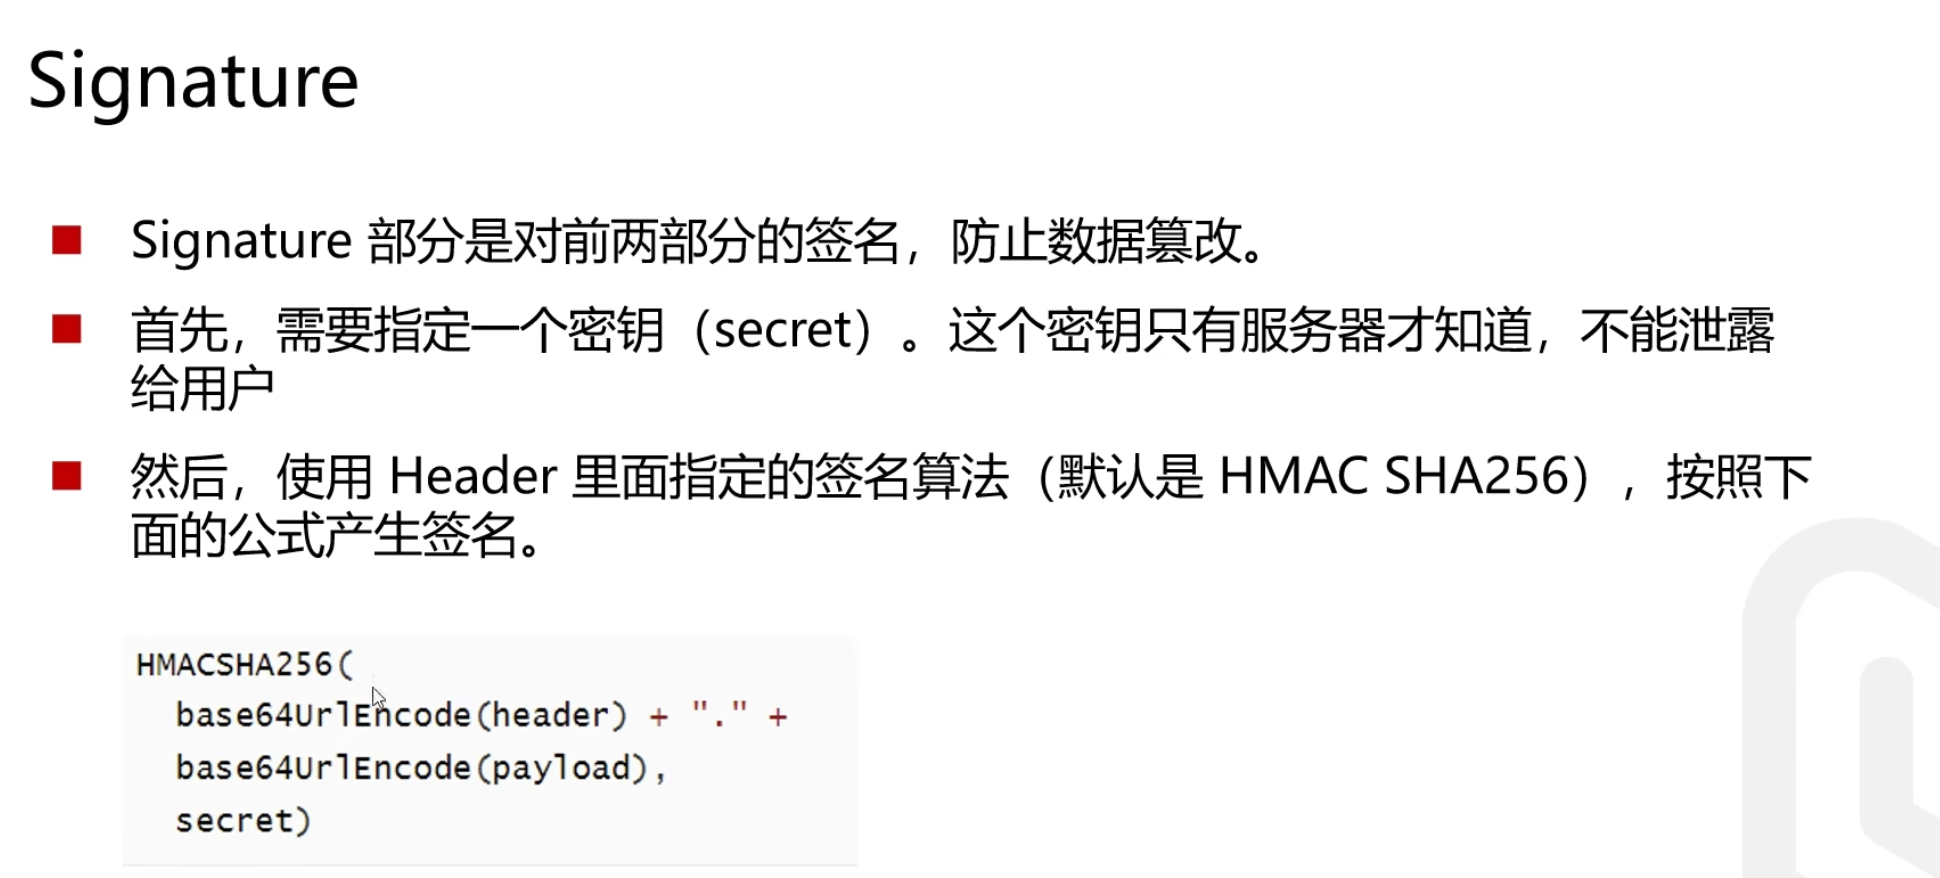 Signature
Signature 部分是对前两部分的签名，防止数据篡改。
首先，需要指定一个密钥（secret）。这个密钥只有服务器才知道，不能泄露
给用户
然后，使用 Header 里面指定的签名算法（默认是 HMAC SHA256），按照下
面的公式产生签名。
HMACSHA256(
base64UrlEncode(header) + "." +
base64UrlEncode(payload),
secret)